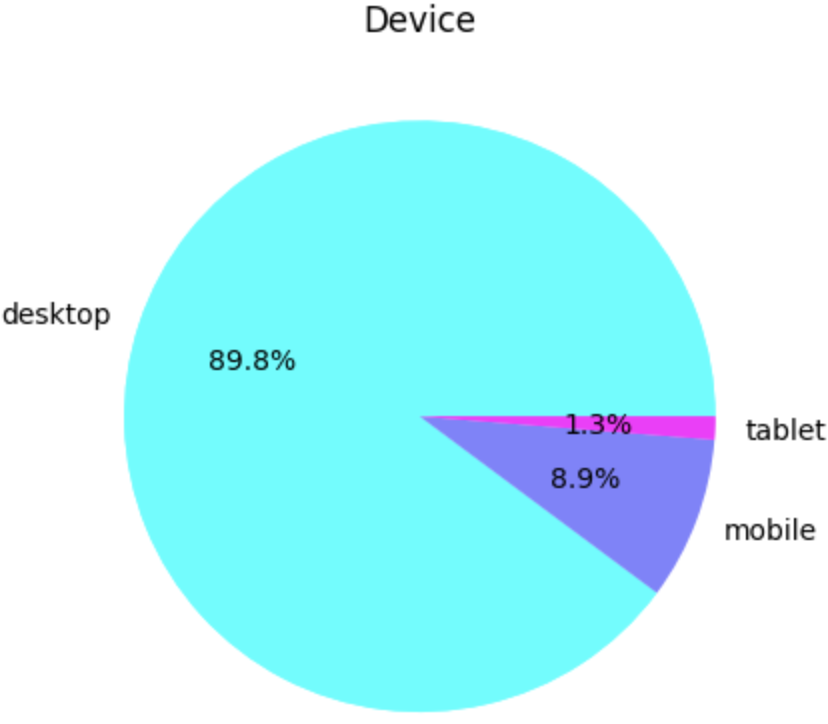 Device
desktop
89.8%
1.3%
tablet
8.9%
mobile